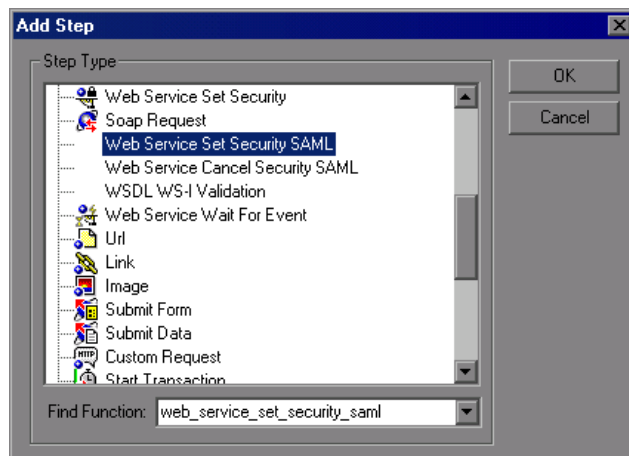 Add Step
Step Type
Web Service Set Security
Soap Request
Web Service Set Security SAML
Web Service Cancel Security SAML
WSDL WS-I Validation
Web Service Wait For Event
Url
Link
Image
Submit Form
Submit Data
HTTP
Custom Request
Start Transaction
Find Function: web_service_set_security_saml
OK
Cancel